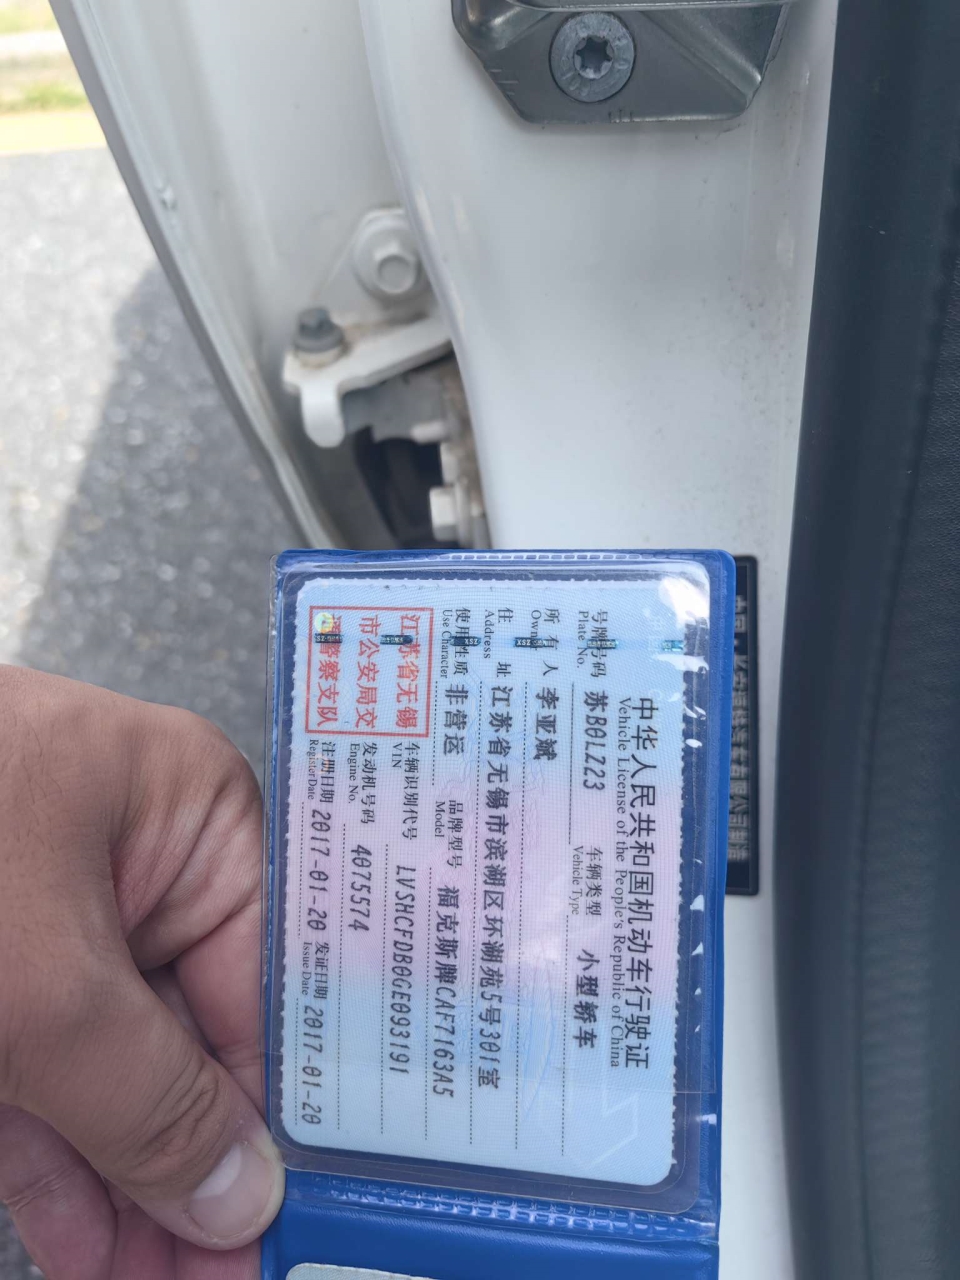 中华人民共和国机动车行驶证
Vehicle License of the People's Republic of China
号牌号码 苏B0LZ23 车辆类型 小型轿车
Plate No. Vehicle Type
所有人 李亚斌
Owner
住址 江苏省无锡市滨湖区环湖苑5号301室
Address
使用性质 非营运 品牌型号 福克斯牌CAF7163A5
Use Character Model
江苏省无锡
市公安局交
通警察支队
车辆识别代号 LVSHCFDB0GE093191
VIN
发动机号码 4075574
Engine No.
注册日期 2017-01-20 发证日期 2017-01-20
Register Date Issue Date